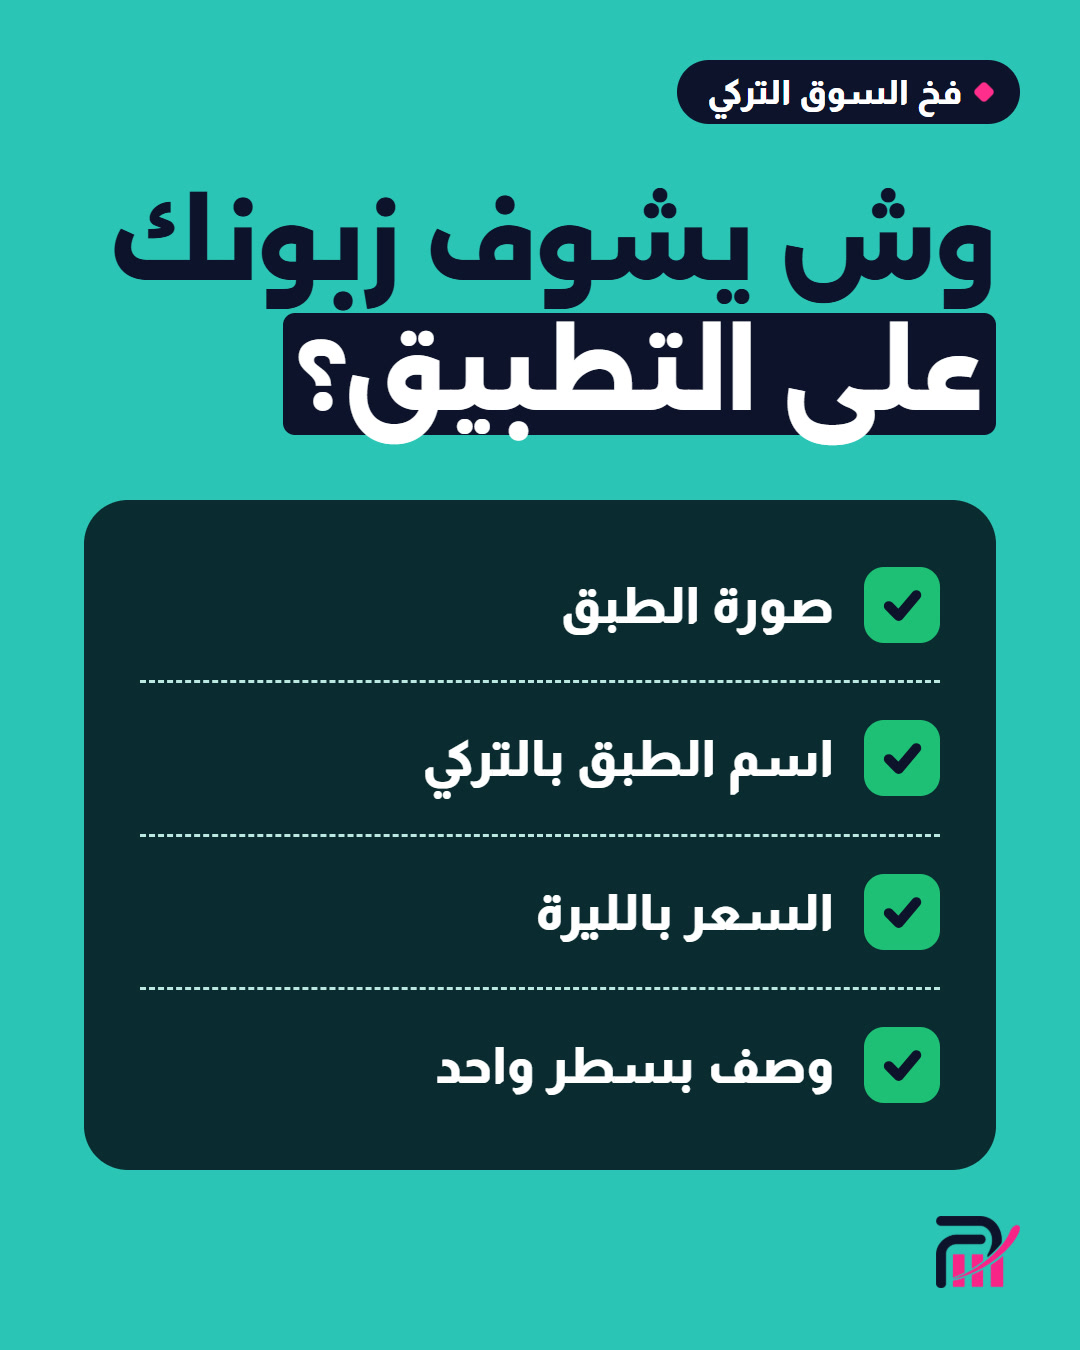 فخ السوق التركي
وش يشوف زبونك
على التطبيق؟
صورة الطبق
اسم الطبق بالتركي
السعر بالليرة
وصف بسطر واحد